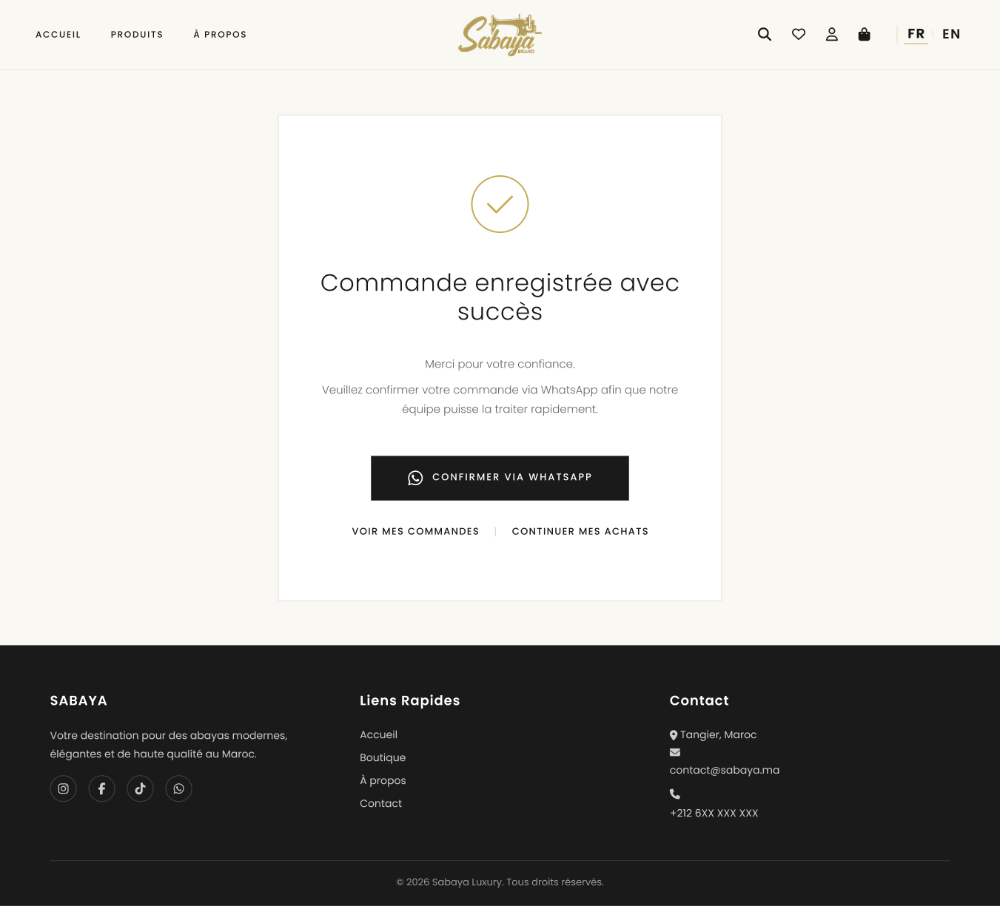 ACCUEIL PRODUITS À PROPOS
Sabaya
BRAND
FR EN
Commande enregistrée avec
succès
Merci pour votre confiance.
Veuillez confirmer votre commande via WhatsApp afin que notre
équipe puisse la traiter rapidement.
CONFIRMER VIA WHATSAPP
VOIR MES COMMANDES | CONTINUER MES ACHATS
SABAYA
Votre destination pour des abayas modernes,
élégantes et de haute qualité au Maroc.
Liens Rapides
Accueil
Boutique
À propos
Contact
Contact
Tangier, Maroc
contact@sabaya.ma
+212 6XX XXX XXX
© 2026 Sabaya Luxury. Tous droits réservés.